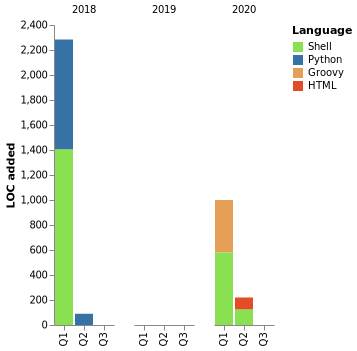 2018 2019 2020
Language
Shell
Python
Groovy
HTML
LOC added
2,400
2,200
2,000
1,800
1,600
1,400
1,200
1,000
800
600
400
200
0
Q1 Q2 Q3 Q1 Q2 Q3 Q1 Q2 Q3